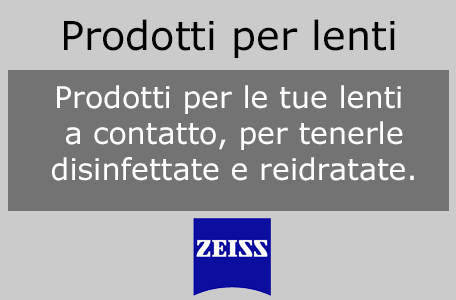 Prodotti per lenti
Prodotti per le tue lenti
a contatto, per tenerle
disinfettate e reidratate.
ZEISS